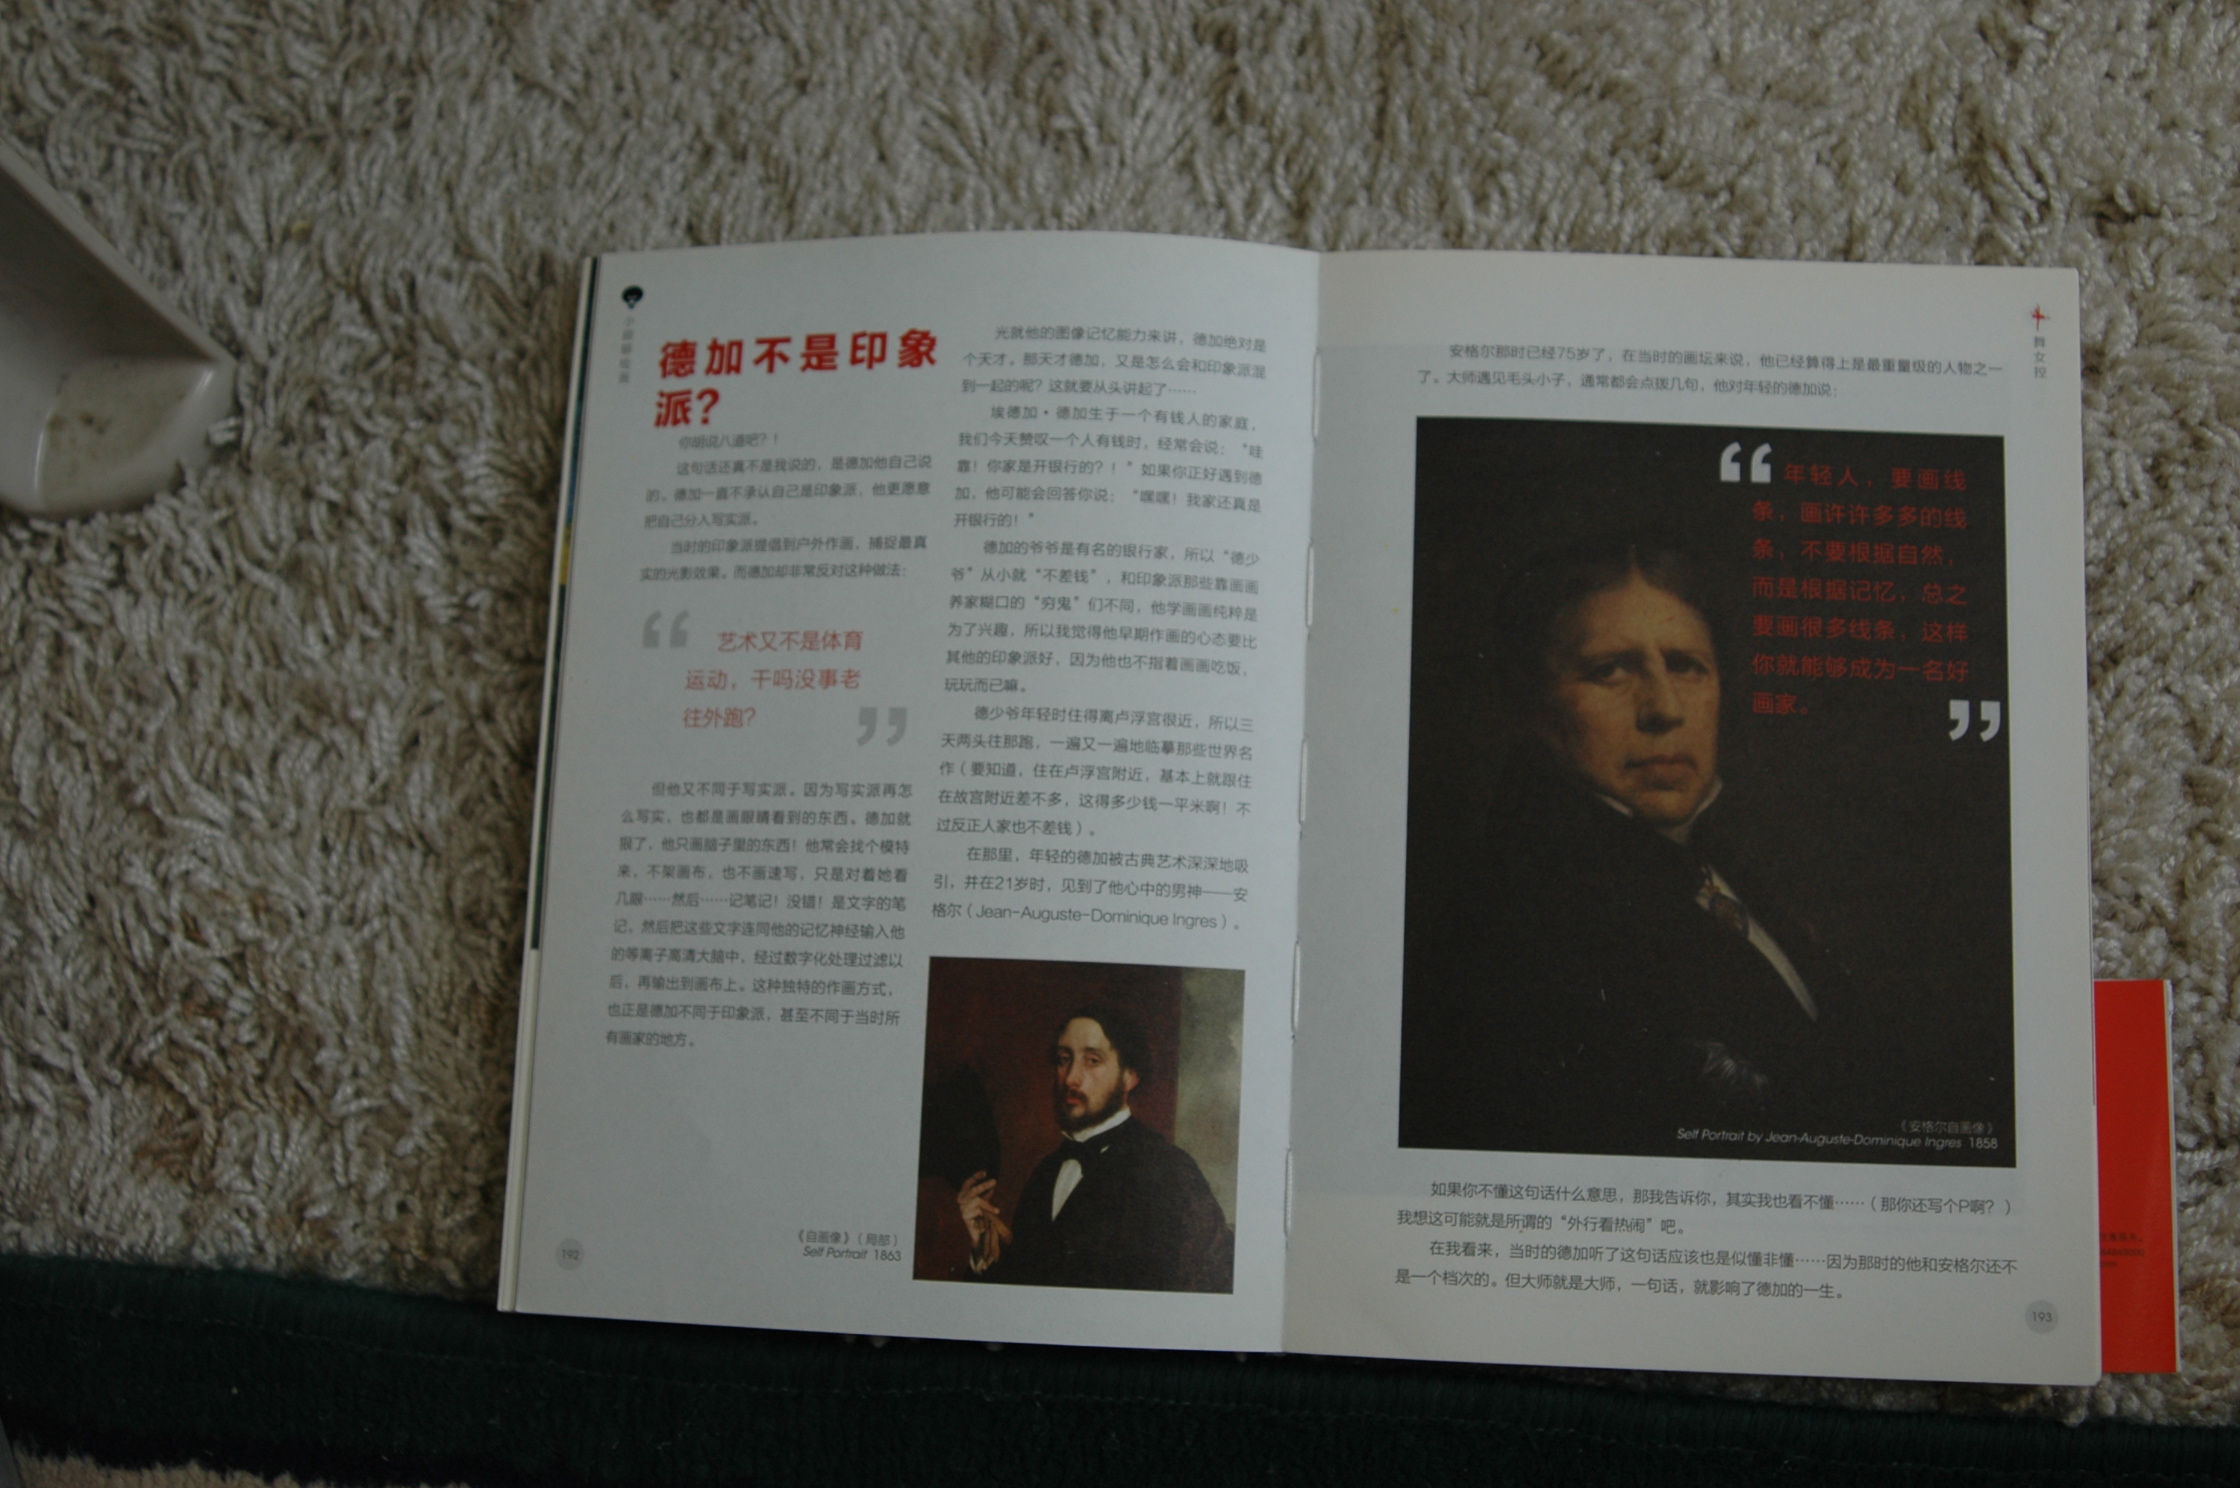 小顾聊绘画
德加不是印象
派？
你胡说八道吧？！
这句话还真不是我说的，是德加他自己说
的。德加一直不承认自己是印象派，他更愿意
把自己分入写实派。
当时的印象派提倡到户外作画，捕捉最真
实的光影效果。而德加却非常反对这种做法：
“
艺术又不是体育
运动，干吗没事老
往外跑？
”
但他又不同于写实派。因为写实派再怎
么写实，也都是画眼睛看到的东西。德加就
狠了，他只画脑子里的东西！他常会找个模特
来，不架画布，也不画速写，只是对着她看
几眼……然后……记笔记！没错！是文字的笔
记，然后把这些文字连同他的记忆神经输入他
的等离子高清大脑中，经过数字化处理过滤以
后，再输出到画布上。这种独特的作画方式，
也正是德加不同于印象派，甚至不同于当时所
有画家的地方。
光就他的图像记忆能力来讲，德加绝对是
个天才。那天才德加，又是怎么会和印象派混
到一起的呢？这就要从头讲起了……
埃德加·德加生于一个有钱人的家庭，
我们今天赞叹一个人有钱时，经常会说：“哇
靠！你家是开银行的？！”如果你正好遇到德
加，他可能会回答你说：“嘿嘿！我家还真是
开银行的！”
德加的爷爷是有名的银行家，所以“德少
爷”从小就“不差钱”，和印象派那些靠画画
养家糊口的“穷鬼”们不同，他学画画纯粹是
为了兴趣，所以我觉得他早期作画的心态要比
其他的印象派好，因为他也不指着画画吃饭，
玩玩而已嘛。
德少爷年轻时住得离卢浮宫很近，所以三
天两头往那跑，一遍又一遍地临摹那些世界名
作（要知道，住在卢浮宫附近，基本上就跟住
在故宫附近差不多，这得多少钱一平米啊！不
过反正人家也不差钱）。
在那里，年轻的德加被古典艺术深深地吸
引，并在21岁时，见到了他心中的男神——安
格尔（Jean-Auguste-Dominique Ingres）。
《自画像》（局部）
Self Portrait 1863
192
舞女控
安格尔那时已经75岁了，在当时的画坛来说，他已经算得上是最重量级的人物之一
了。大师遇见毛头小子，通常都会点拨几句，他对年轻的德加说：
“年轻人，要画线
条，画许许多多的线
条，不要根据自然，
而是根据记忆，总之
要画很多线条，这样
你就能够成为一名好
画家。”
《安格尔自画像》
Self Portrait by Jean-Auguste-Dominique Ingres 1858
如果你不懂这句话什么意思，那我告诉你，其实我也看不懂……（那你还写个P啊？）
我想这可能就是所谓的“外行看热闹”吧。
在我看来，当时的德加听了这句话应该也是似懂非懂……因为那时的他和安格尔还不
是一个档次的。但大师就是大师，一句话，就影响了德加的一生。
193